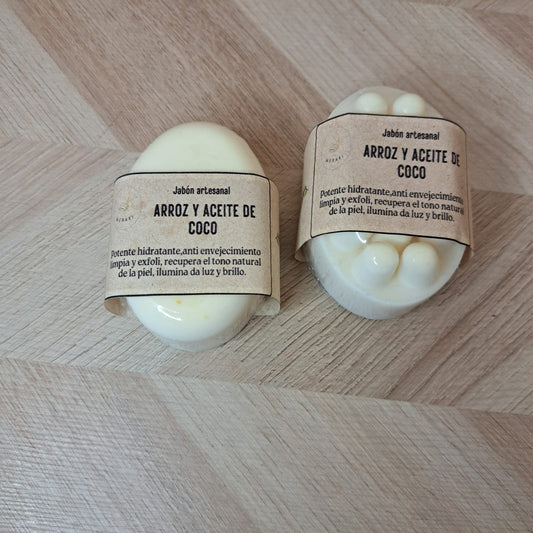 Jabón artesanal
ARROZ Y ACEITE DE
COCO
Potente hidratante,anti envejecimiento
limpia y exfoli, recupera el tono natural
de la piel, ilumina da luz y brillo.
Jabón artesanal
ARROZ Y ACEITE DE
COCO
Potente hidratante,anti envejecimiento
limpia y exfoli, recupera el tono natural
de la piel, ilumina da luz y brillo.